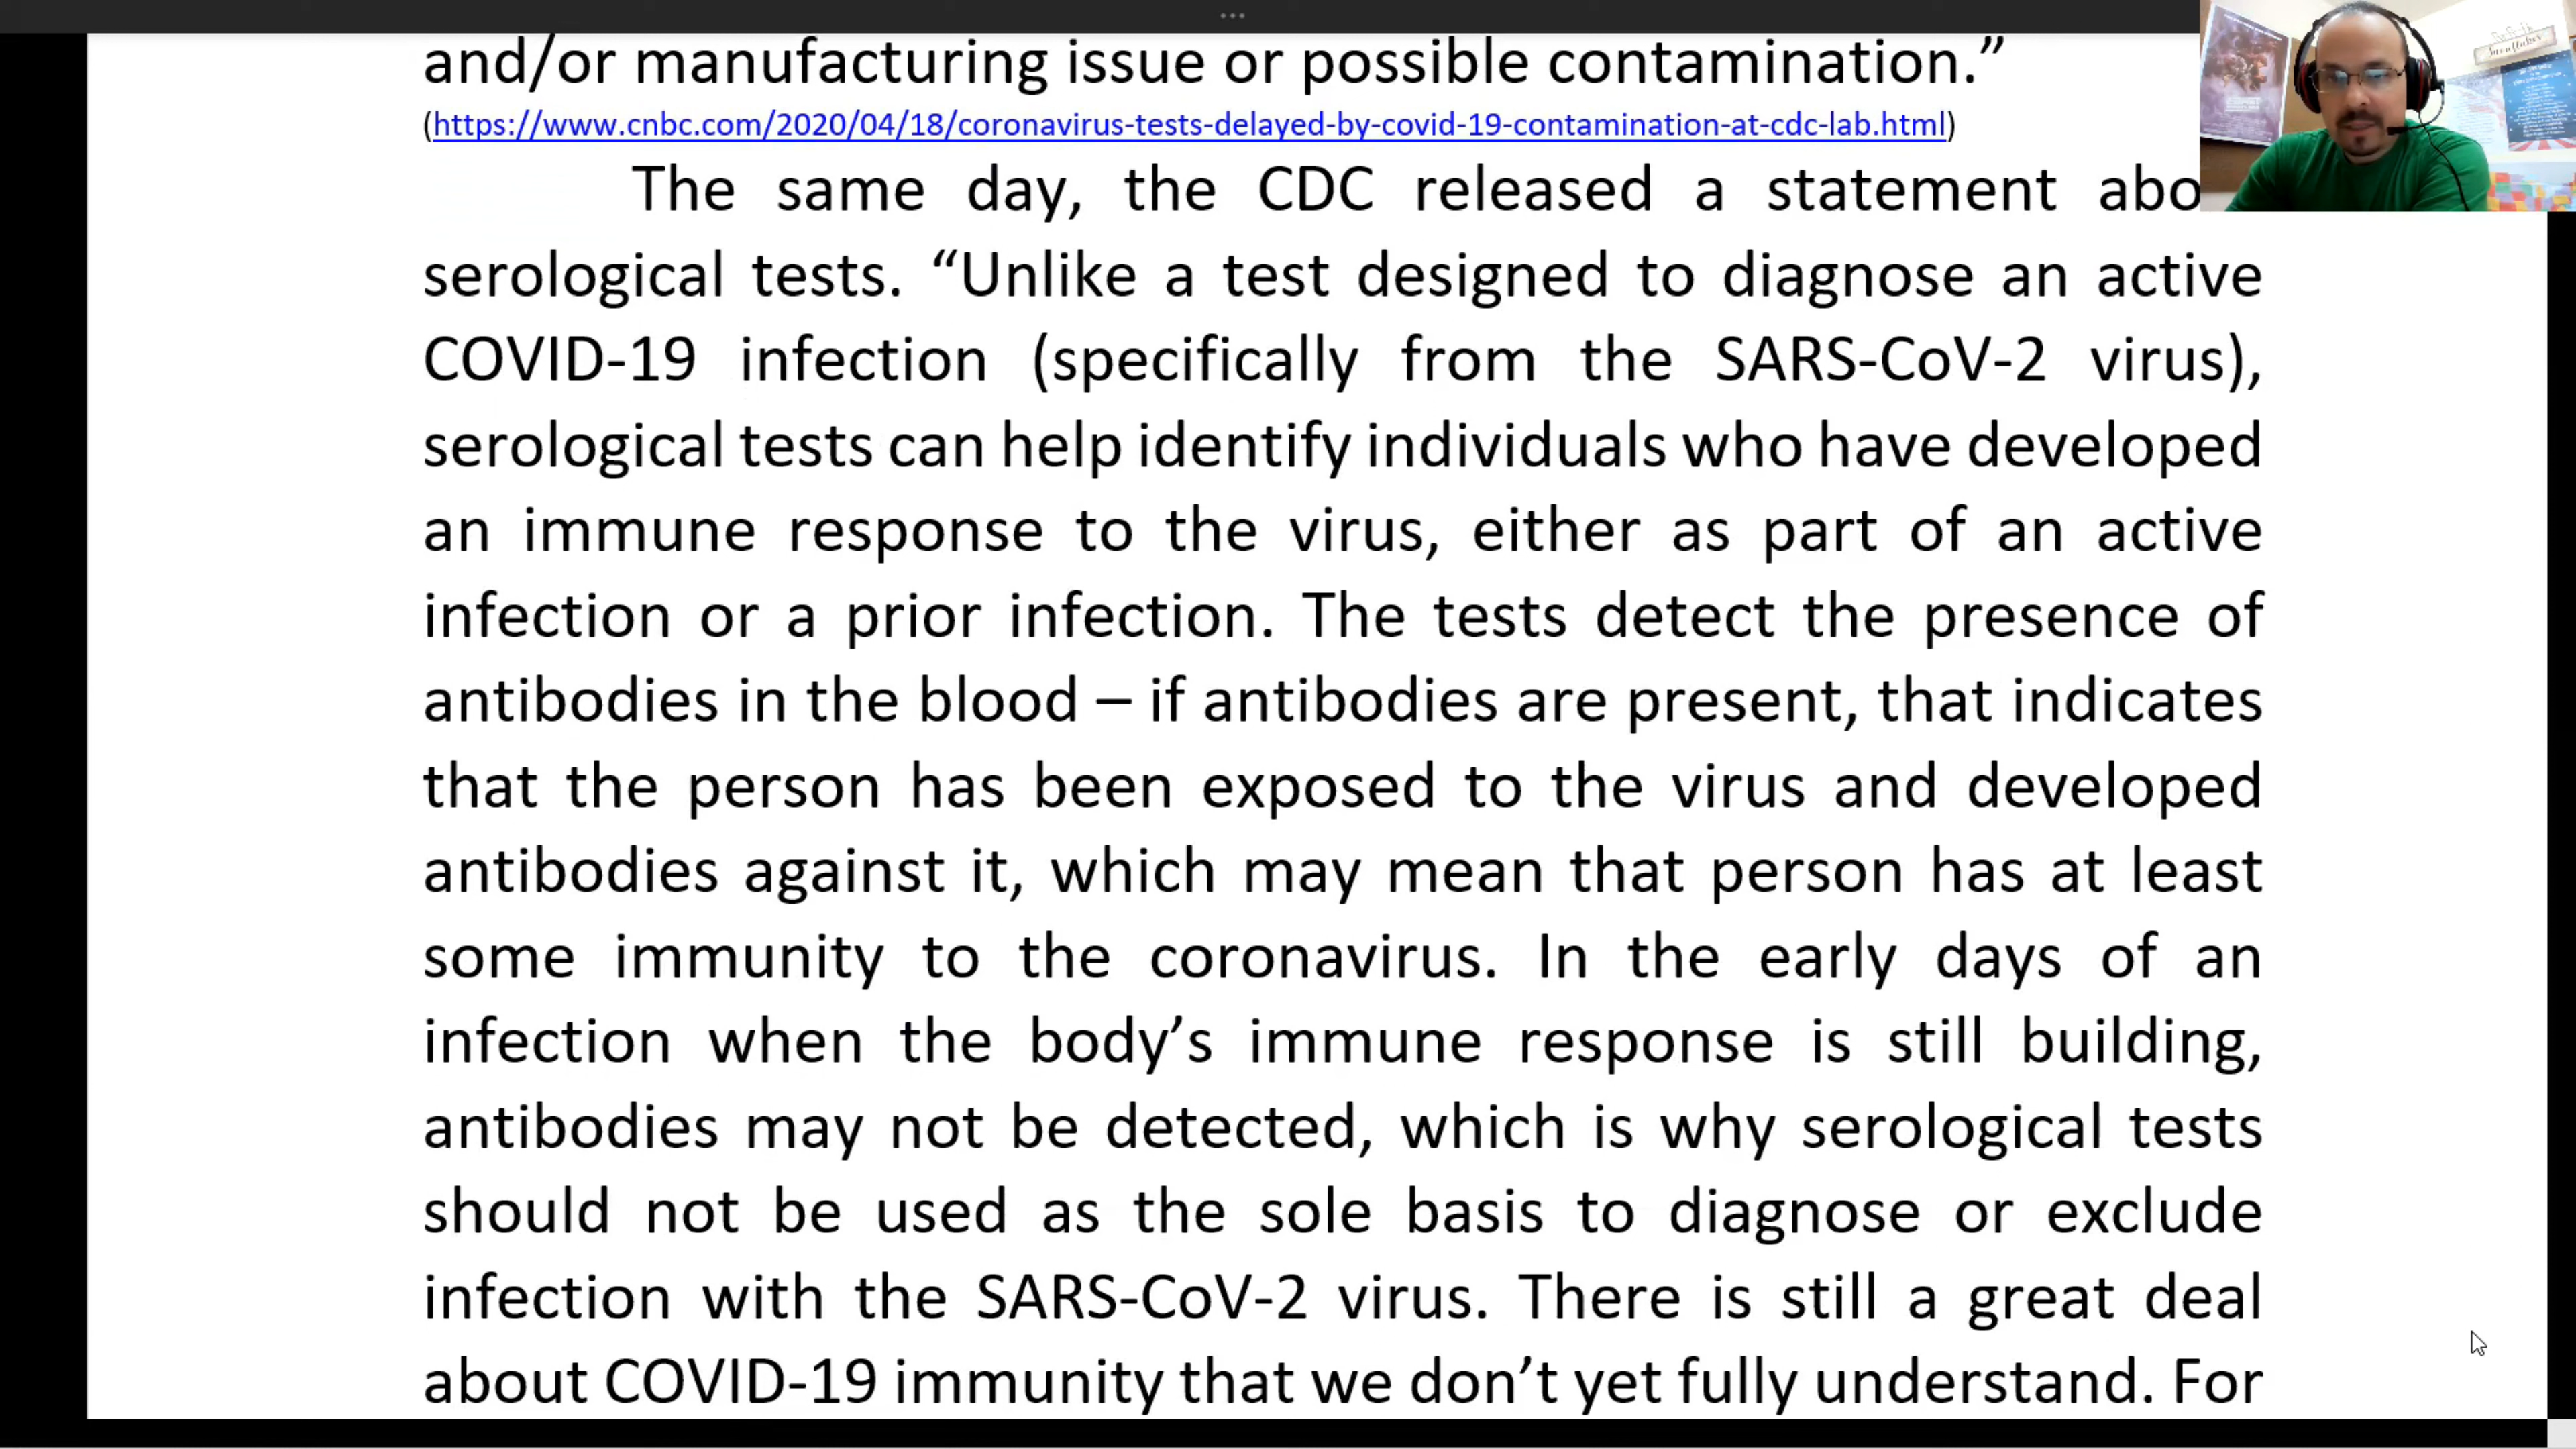 and/or manufacturing issue or possible contamination.”
(https://www.cnbc.com/2020/04/18/coronavirus-tests-delayed-by-covid-19-contamination-at-cdc-lab.html)
The same day, the CDC released a statement abo
serological tests. “Unlike a test designed to diagnose an active
COVID-19 infection (specifically from the SARS-CoV-2 virus),
serological tests can help identify individuals who have developed
an immune response to the virus, either as part of an active
infection or a prior infection. The tests detect the presence of
antibodies in the blood – if antibodies are present, that indicates
that the person has been exposed to the virus and developed
antibodies against it, which may mean that person has at least
some immunity to the coronavirus. In the early days of an
infection when the body’s immune response is still building,
antibodies may not be detected, which is why serological tests
should not be used as the sole basis to diagnose or exclude
infection with the SARS-CoV-2 virus. There is still a great deal
about COVID-19 immunity that we don’t yet fully understand. For